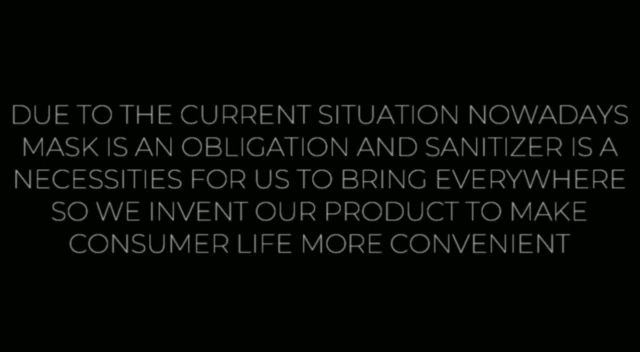 DUE TO THE CURRENT SITUATION NOWADAYS
MASK IS AN OBLIGATION AND SANITIZER IS A
NECESSITIES FOR US TO BRING EVERYWHERE
SO WE INVENT OUR PRODUCT TO MAKE
CONSUMER LIFE MORE CONVENIENT